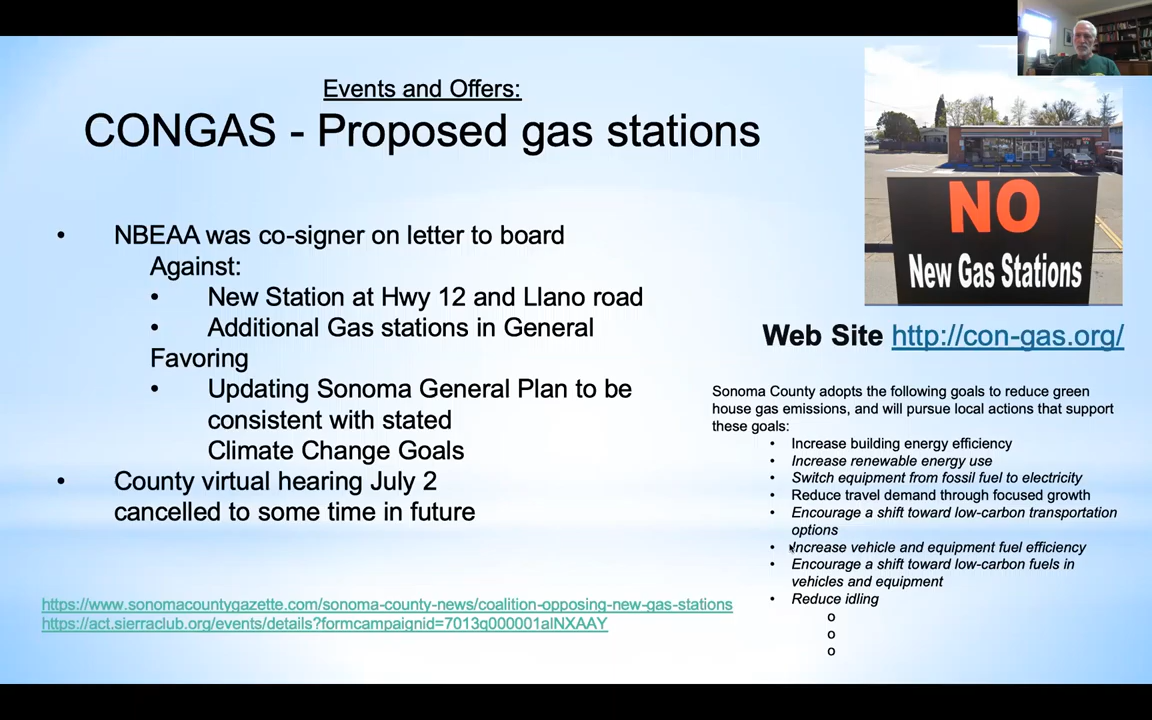 Events and Offers:
CONGAS - Proposed gas stations
• NBEAA was co-signer on letter to board
Against:
• New Station at Hwy 12 and Llano road
• Additional Gas stations in General
Favoring
• Updating Sonoma General Plan to be
consistent with stated
Climate Change Goals
• County virtual hearing July 2
cancelled to some time in future
https://www.sonomacountygazette.com/sonoma-county-news/coalition-opposing-new-gas-stations
https://act.sierraclub.org/events/details?formcampaignid=7013q000001alNXAAY
NO
New Gas Stations
Web Site http://con-gas.org/
Sonoma County adopts the following goals to reduce green
house gas emissions, and will pursue local actions that support
these goals:
• Increase building energy efficiency
• Increase renewable energy use
• Switch equipment from fossil fuel to electricity
• Reduce travel demand through focused growth
• Encourage a shift toward low-carbon transportation
options
• Increase vehicle and equipment fuel efficiency
• Encourage a shift toward low-carbon fuels in
vehicles and equipment
• Reduce idling
o
o
o